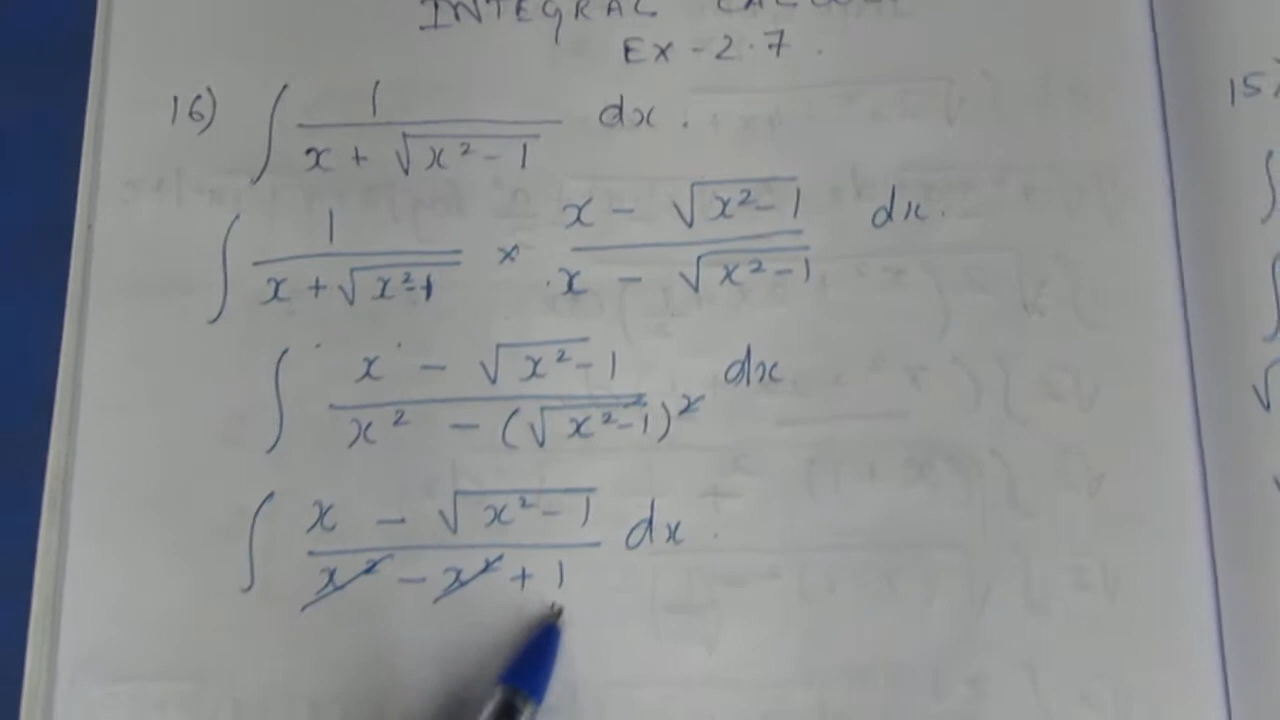 INTEGRAL
Ex - 2.7.
16) ∫ 1 / (x + √(x² - 1)) dx.
15)
∫ 1 / (x + √(x² - 1)) × (x - √(x² - 1)) / (x - √(x² - 1)) dx.
∫ (x - √(x² - 1)) / (x² - (√(x² - 1))²) dx
∫ (x - √(x² - 1)) / (x² - x² + 1) dx.